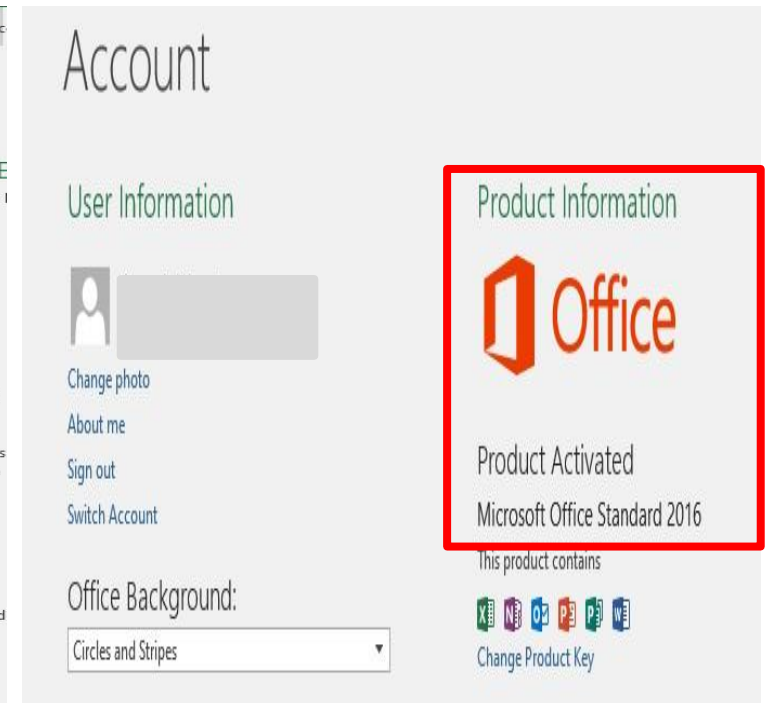 Account
User Information
Change photo
About me
Sign out
Switch Account
Office Background:
Circles and Stripes
Product Information
Office
Product Activated
Microsoft Office Standard 2016
This product contains
Change Product Key